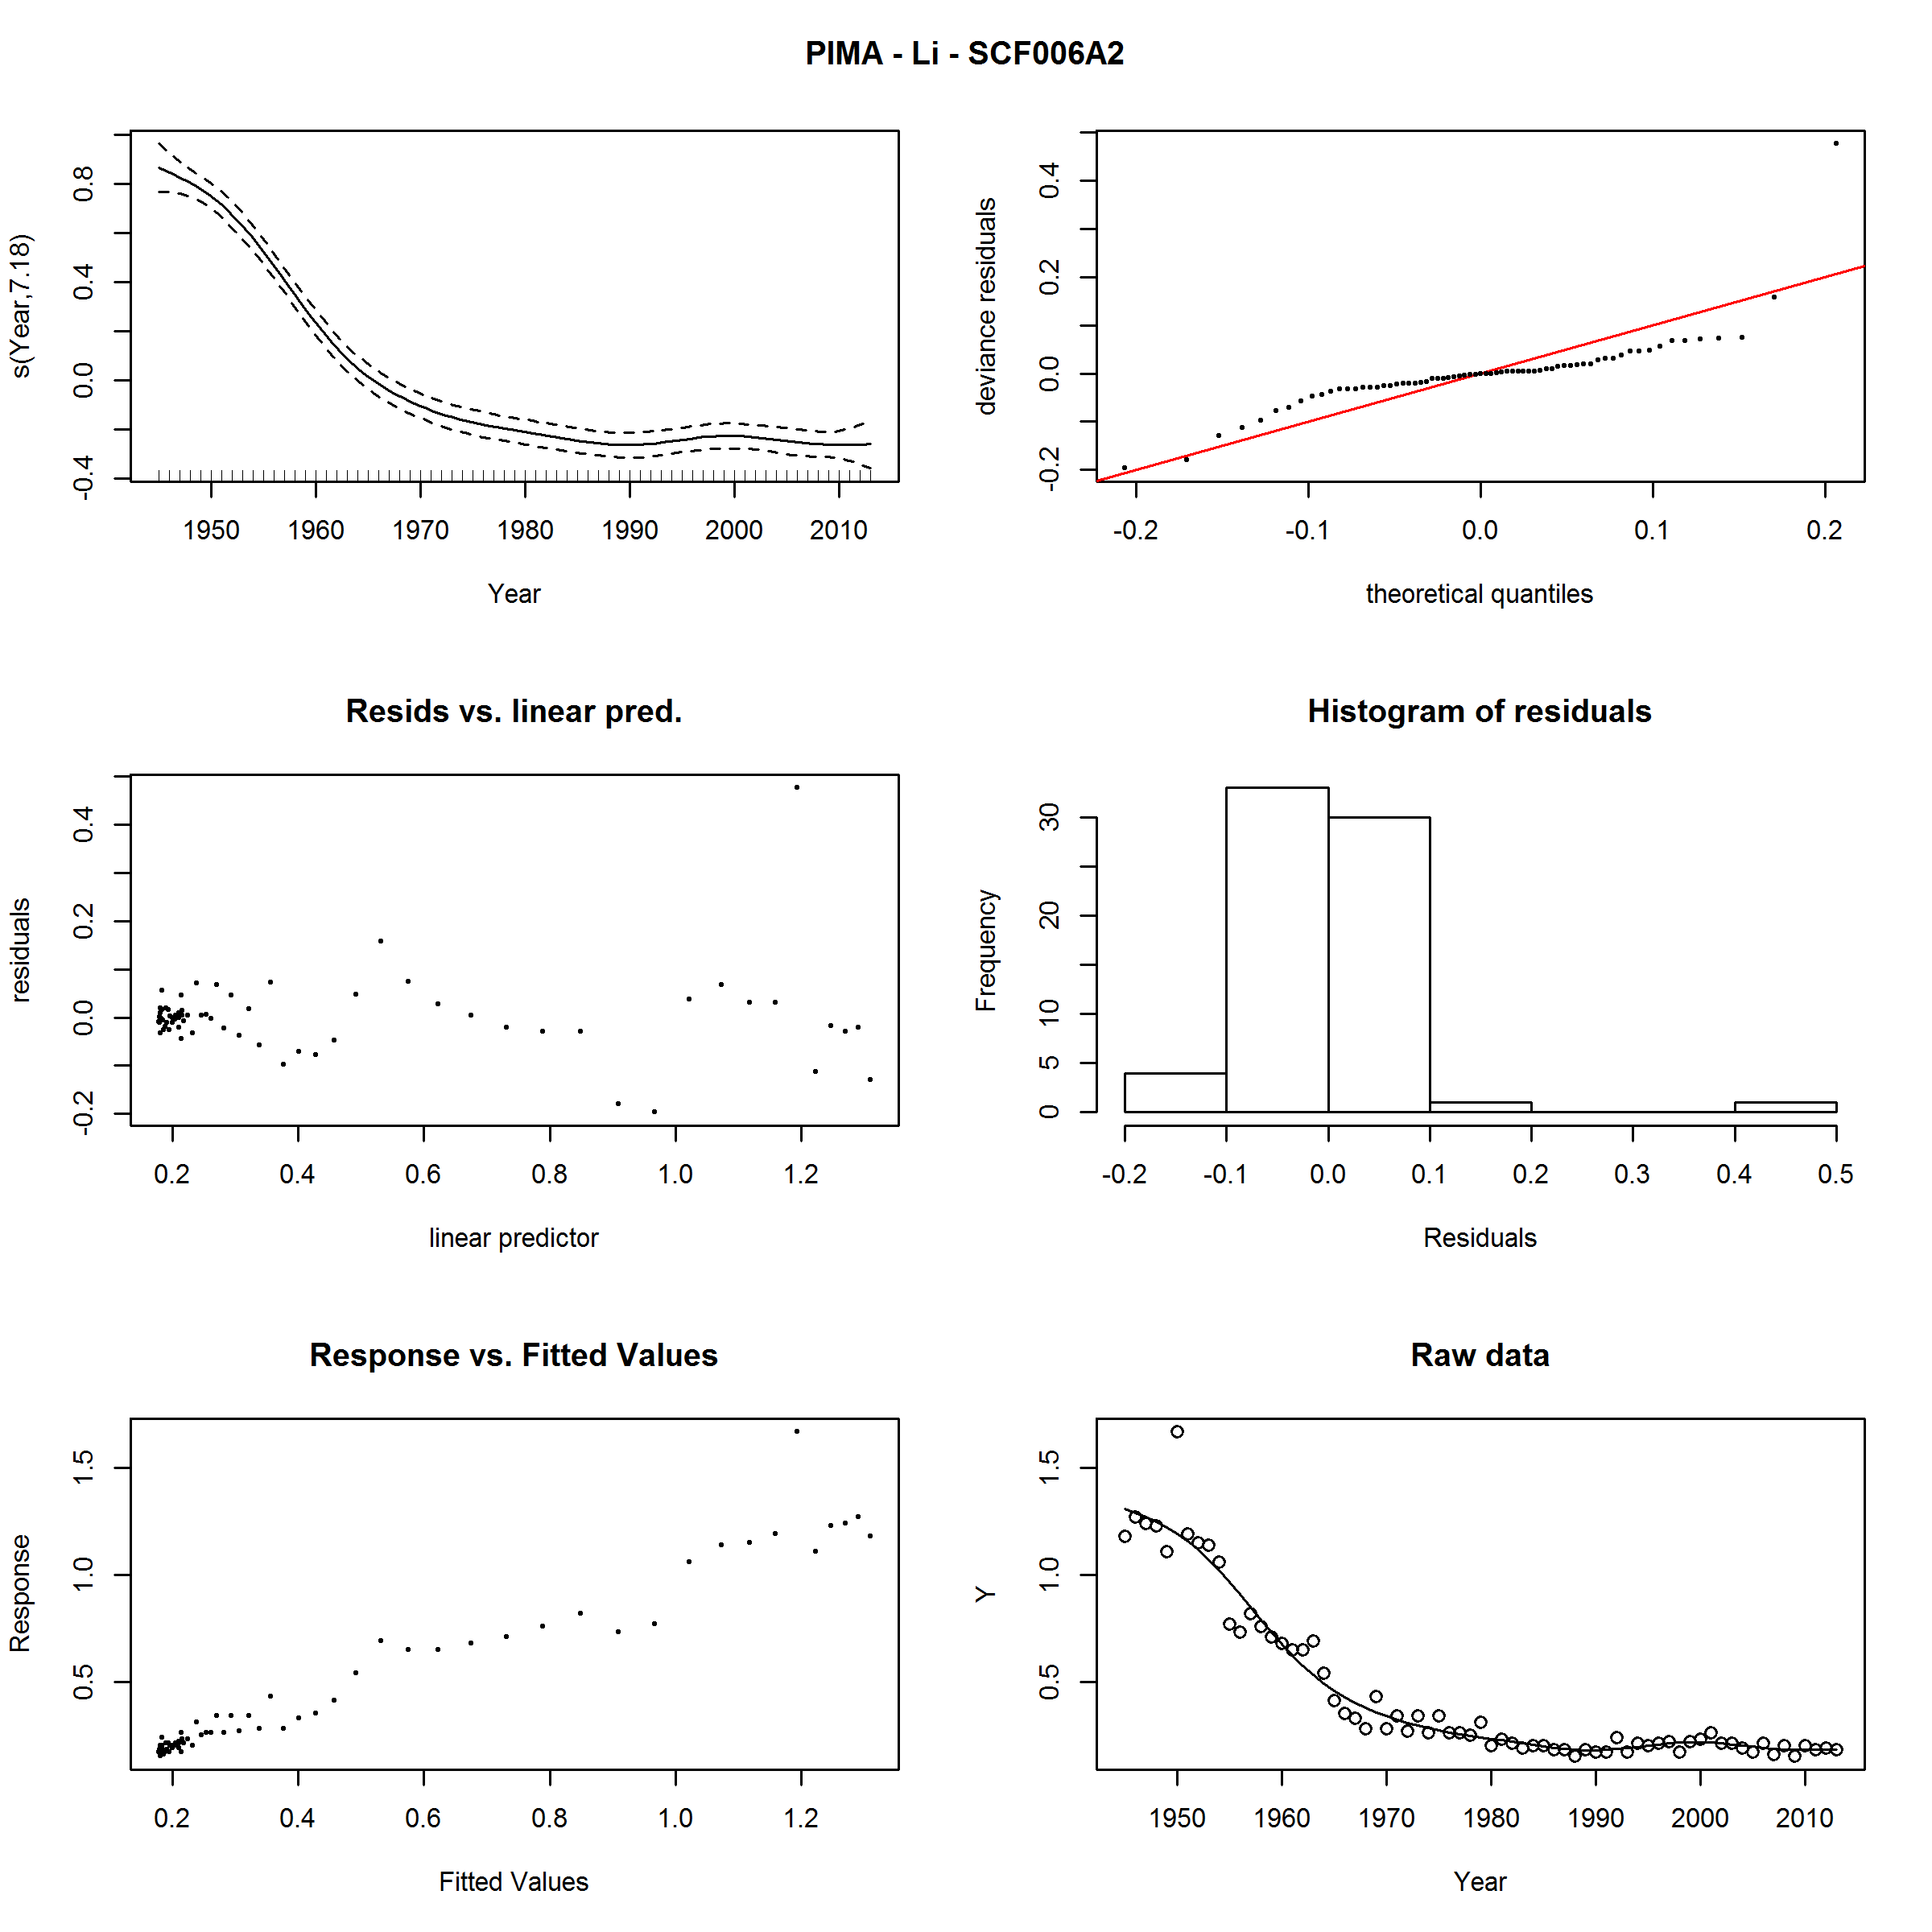 PIMA - Li - SCF006A2
s(Year,7.18)
-0.4 0.0 0.4 0.8
1950 1960 1970 1980 1990 2000 2010
Year
deviance residuals
-0.2 0.0 0.2 0.4
-0.2 -0.1 0.0 0.1 0.2
theoretical quantiles
Resids vs. linear pred.
residuals
-0.2 0.0 0.2 0.4
0.2 0.4 0.6 0.8 1.0 1.2
linear predictor
Histogram of residuals
Frequency
0 5 10 20 30
-0.2 -0.1 0.0 0.1 0.2 0.3 0.4 0.5
Residuals
Response vs. Fitted Values
Response
0.5 1.0 1.5
0.2 0.4 0.6 0.8 1.0 1.2
Fitted Values
Raw data
Y
0.5 1.0 1.5
1950 1960 1970 1980 1990 2000 2010
Year